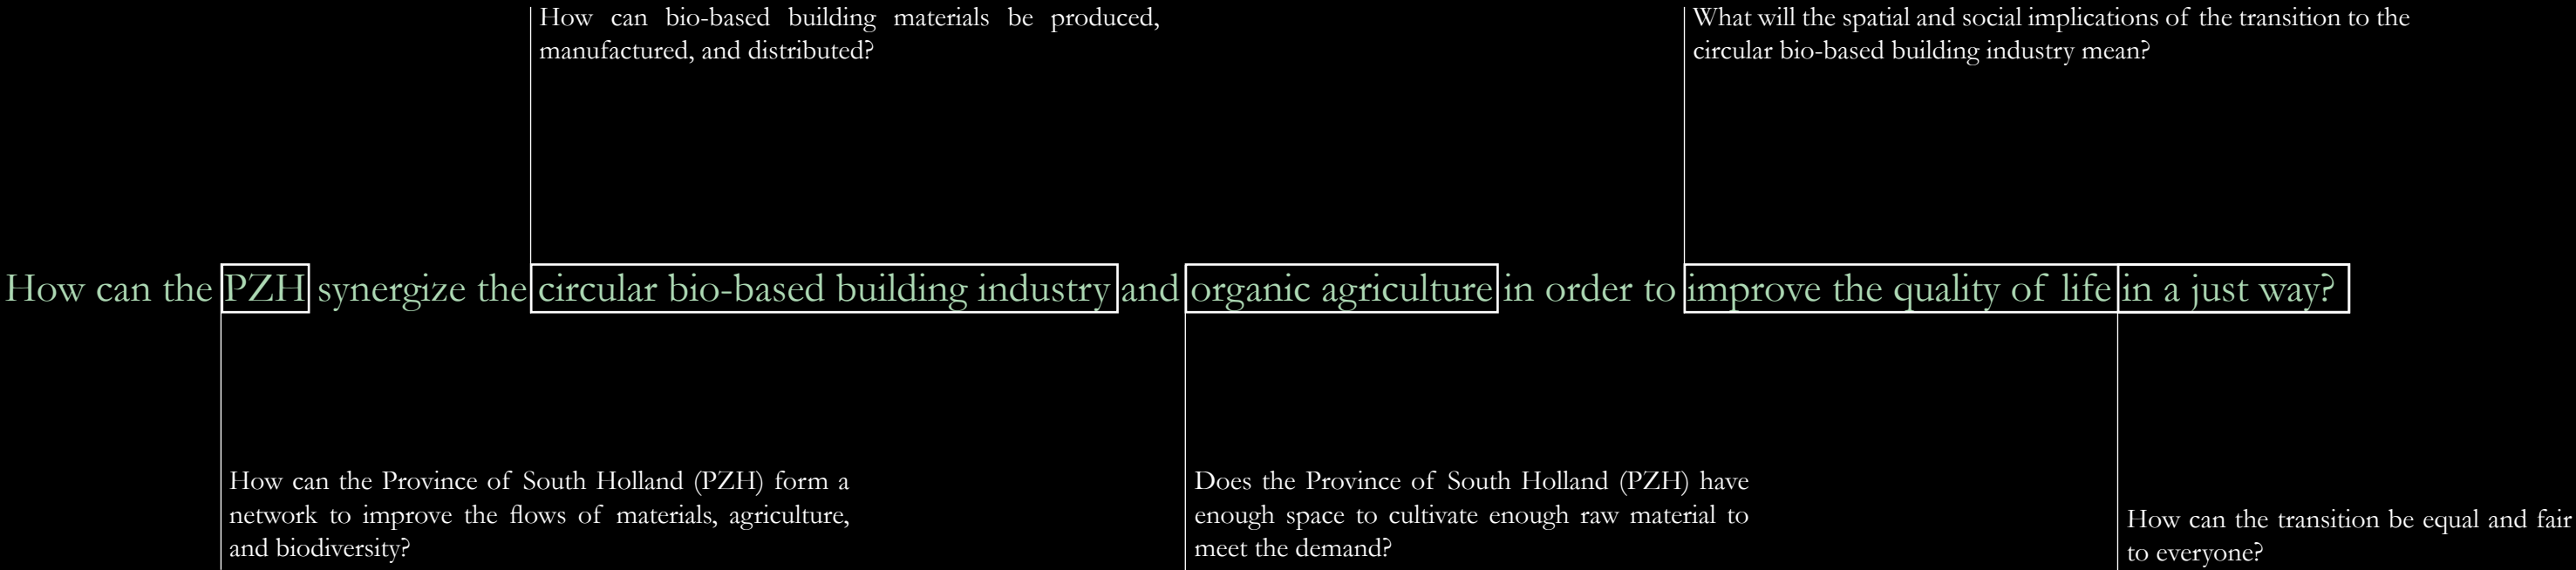 How can bio-based building materials be produced,
manufactured, and distributed?
What will the spatial and social implications of the transition to the
circular bio-based building industry mean?
How can the PZH synergize the circular bio-based building industry and organic agriculture in order to improve the quality of life in a just way?
How can the Province of South Holland (PZH) form a
network to improve the flows of materials, agriculture,
and biodiversity?
Does the Province of South Holland (PZH) have
enough space to cultivate enough raw material to
meet the demand?
How can the transition be equal and fair
to everyone?